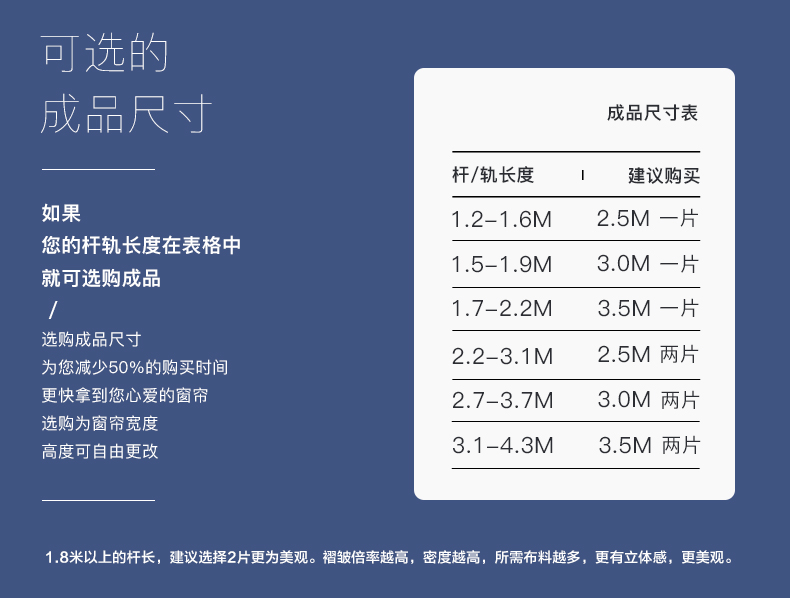 可选的
成品尺寸
如果
您的杆轨长度在表格中
就可选购成品
/
选购成品尺寸
为您减少50%的购买时间
更快拿到您心爱的窗帘
选购为窗帘宽度
高度可自由更改
成品尺寸表
杆/轨长度 | 建议购买
1.2–1.6M 2.5M 一片
1.5–1.9M 3.0M 一片
1.7–2.2M 3.5M 一片
2.2–3.1M 2.5M 两片
2.7–3.7M 3.0M 两片
3.1–4.3M 3.5M 两片
1.8米以上的杆长，建议选择2片更为美观。褶皱倍率越高，密度越高，所需布料越多，更有立体感，更美观。